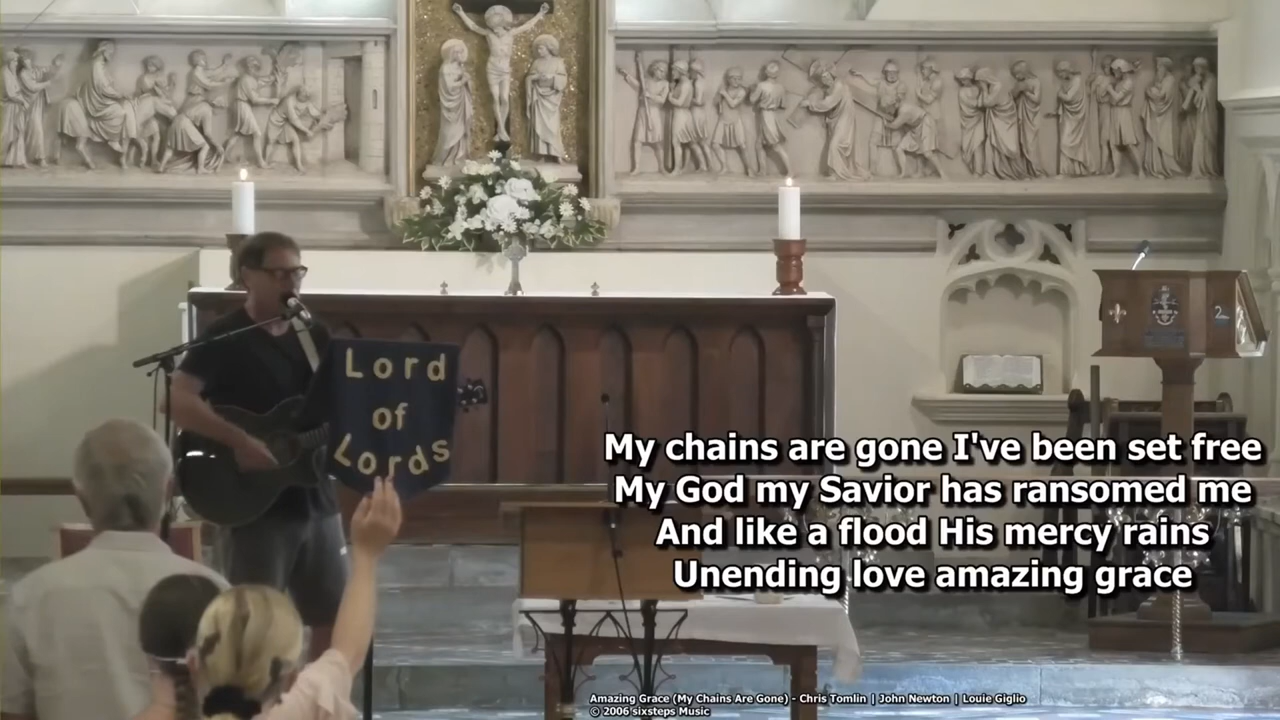 Lord
of
Lords
My chains are gone I've been set free
My God my Savior has ransomed me
And like a flood His mercy rains
Unending love amazing grace
Amazing Grace (My Chains Are Gone) - Chris Tomlin | John Newton | Louie Giglio
© 2006 sixsteps Music